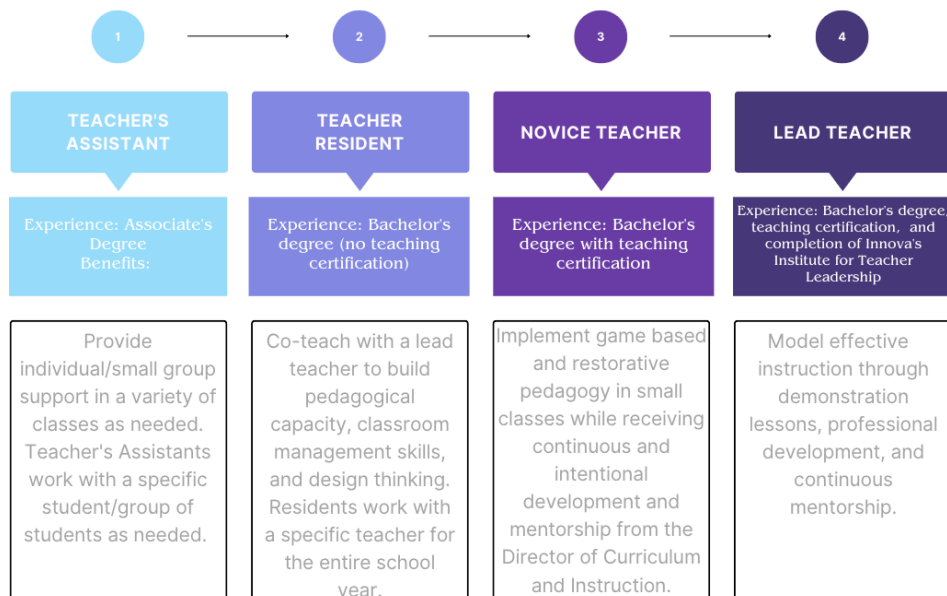 1
2
3
4
TEACHER'S
ASSISTANT
TEACHER
RESIDENT
NOVICE TEACHER
LEAD TEACHER
Experience: Associate's
Degree
Benefits:
Experience: Bachelor's
degree (no teaching
certification)
Experience: Bachelor's
degree with teaching
certification
Experience: Bachelor's degree,
teaching certification, and
completion of Innova's
Institute for Teacher
Leadership
Provide
individual/small group
support in a variety of
classes as needed.
Teacher's Assistants
work with a specific
student/group of
students as needed.
Co-teach with a lead
teacher to build
pedagogical
capacity, classroom
management skills,
and design thinking.
Residents work with
a specific teacher for
the entire school
year.
Implement game based
and restorative
pedagogy in small
classes while receiving
continuous and
intentional
development and
mentorship from the
Director of Curriculum
and Instruction.
Model effective
instruction through
demonstration
lessons, professional
development, and
continuous
mentorship.